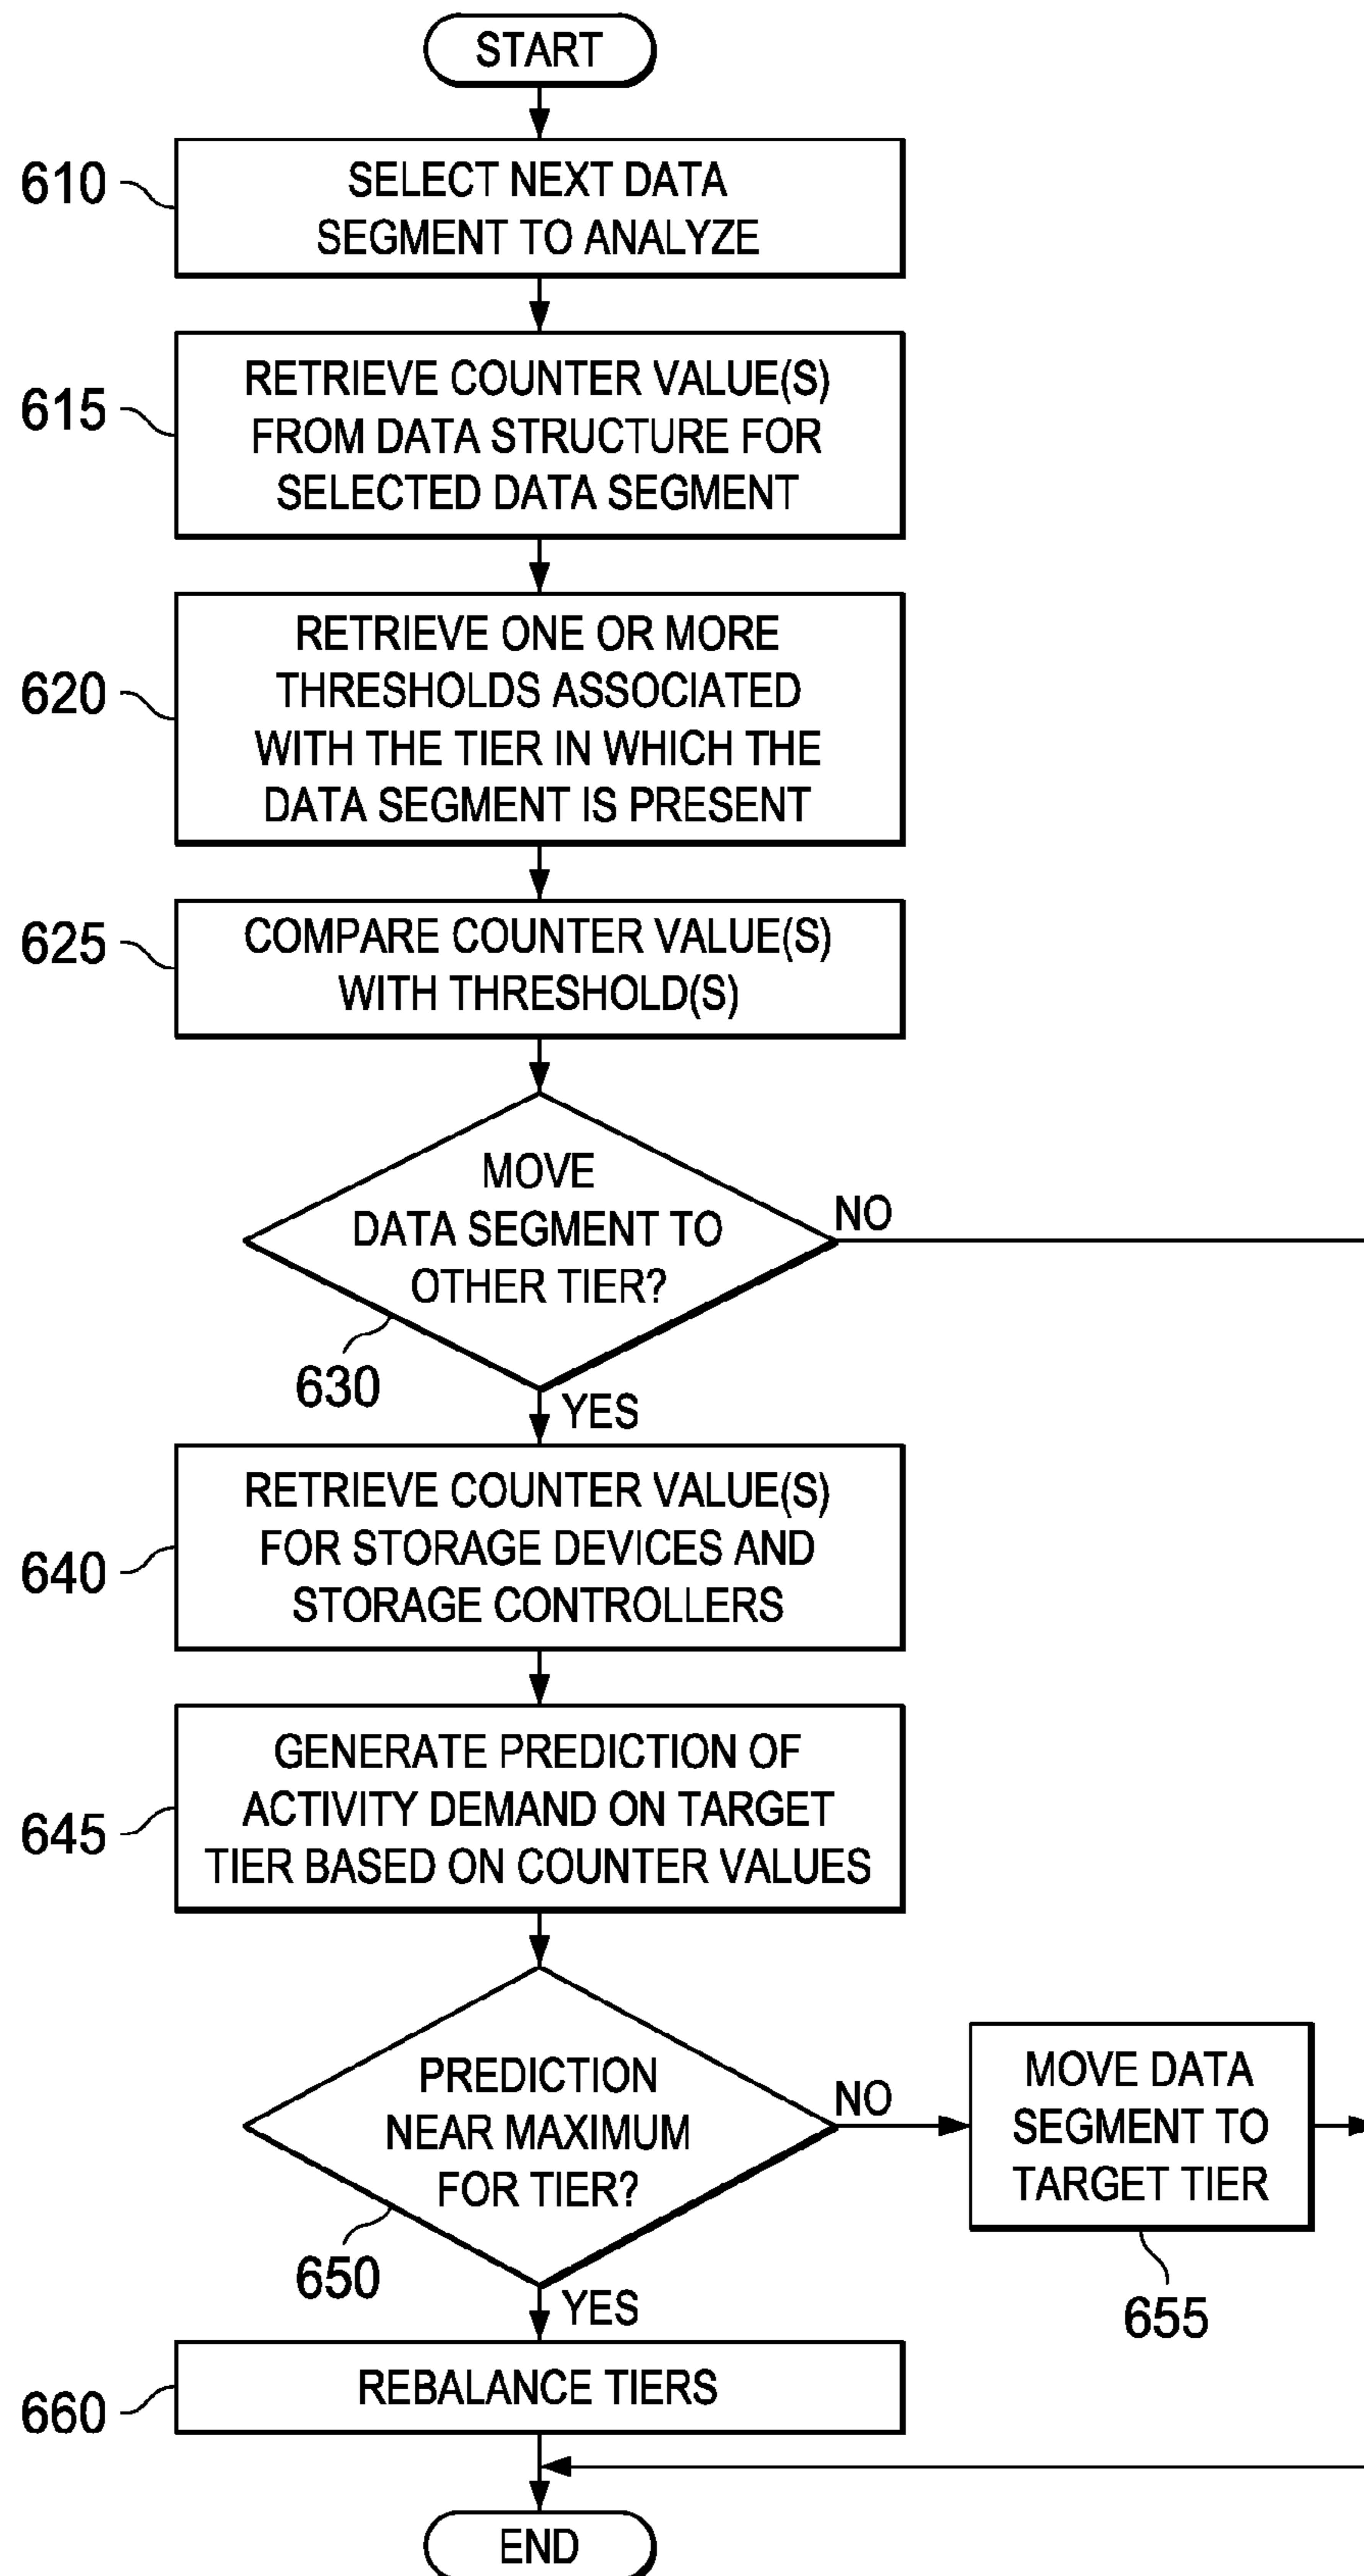 START
610
SELECT NEXT DATA
SEGMENT TO ANALYZE
615
RETRIEVE COUNTER VALUE(S)
FROM DATA STRUCTURE FOR
SELECTED DATA SEGMENT
620
RETRIEVE ONE OR MORE
THRESHOLDS ASSOCIATED
WITH THE TIER IN WHICH THE
DATA SEGMENT IS PRESENT
625
COMPARE COUNTER VALUE(S)
WITH THRESHOLD(S)
MOVE
DATA SEGMENT TO
OTHER TIER?
NO
630
YES
640
RETRIEVE COUNTER VALUE(S)
FOR STORAGE DEVICES AND
STORAGE CONTROLLERS
645
GENERATE PREDICTION OF
ACTIVITY DEMAND ON TARGET
TIER BASED ON COUNTER VALUES
PREDICTION
NEAR MAXIMUM
FOR TIER?
NO
650
YES
MOVE DATA
SEGMENT TO
TARGET TIER
655
660
REBALANCE TIERS
END